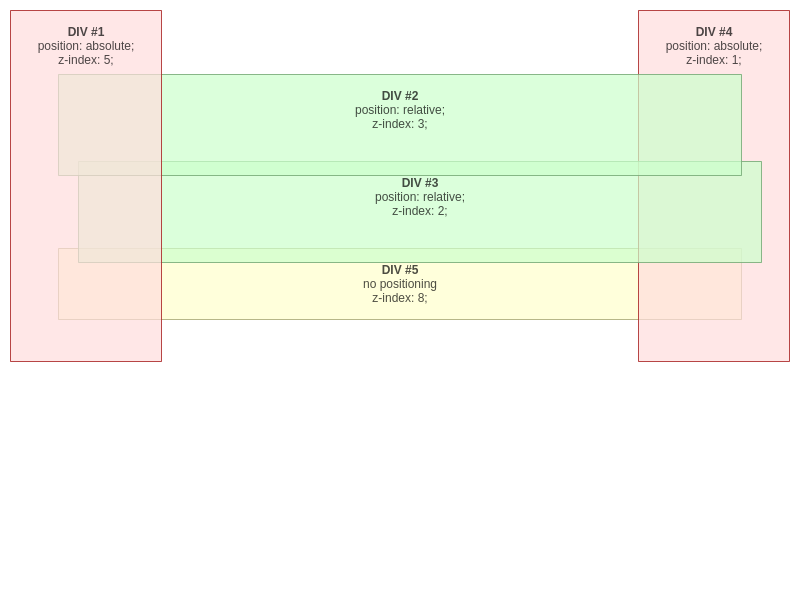 DIV #1
position: absolute;
z-index: 5;
DIV #4
position: absolute;
z-index: 1;
DIV #2
position: relative;
z-index: 3;
DIV #3
position: relative;
z-index: 2;
DIV #5
no positioning
z-index: 8;